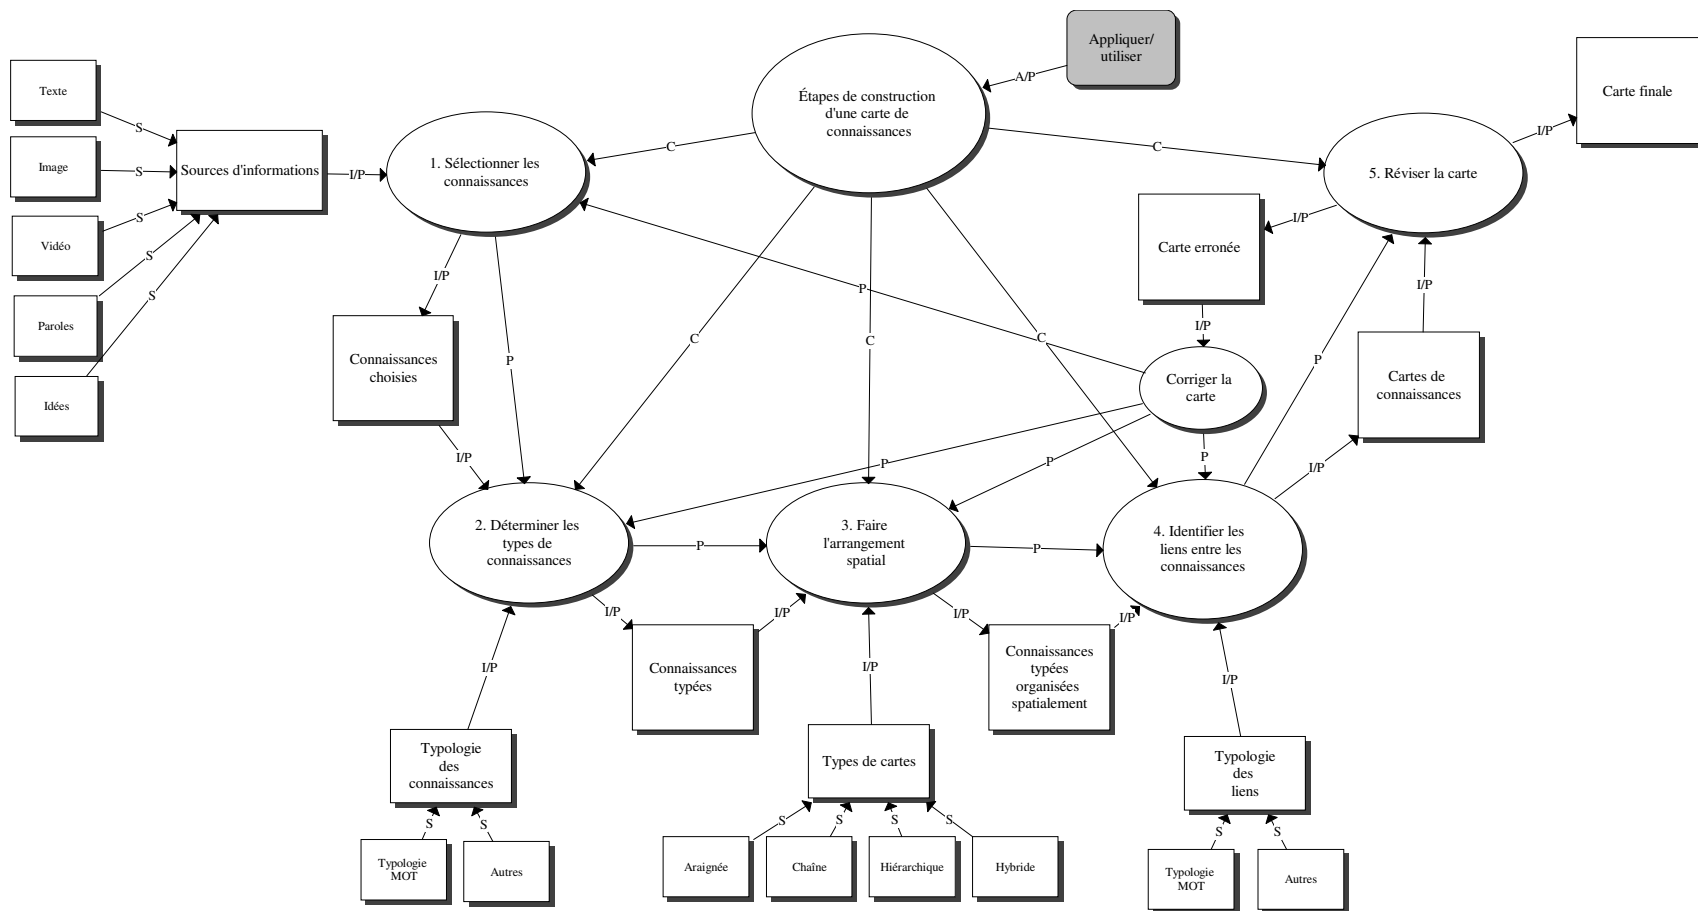 Appliquer/
utiliser
A/P
Étapes de construction
d'une carte de
connaissances
Carte finale
I/P
Texte
S
Image
S
Vidéo
S
Paroles
S
Idées
S
Sources d'informations
I/P
1. Sélectionner les
connaissances
C
C
5. Réviser la carte
I/P
Carte erronée
I/P
I/P
Connaissances
choisies
P
I/P
C
C
P
C
Corriger la
carte
P
I/P
Cartes de
connaissances
I/P
P
P
P
2. Déterminer les
types de
connaissances
P
3. Faire
l'arrangement
spatial
P
4. Identifier les
liens entre les
connaissances
I/P
I/P
I/P
I/P
Connaissances
typées
Connaissances
typées
organisées
spatialement
I/P
I/P
I/P
Typologie
des
connaissances
Types de cartes
Typologie
des
liens
S
S
S
S
S
S
S
S
Typologie
MOT
Autres
Araignée
Chaîne
Hiérarchique
Hybride
Typologie
MOT
Autres